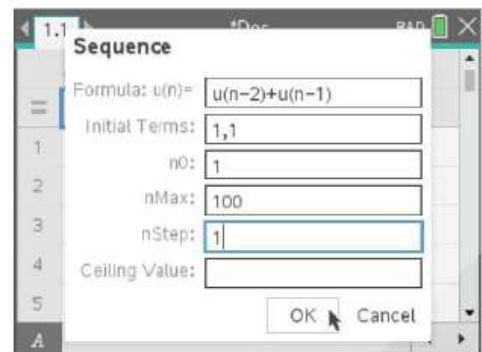 1.1
*Doc
RAD
Sequence
Formula: u(n)= u(n−2)+u(n−1)
Initial Terms: 1,1
n0: 1
nMax: 100
nStep: 1
Ceiling Value:
OK Cancel
=
1
2
3
4
5
A